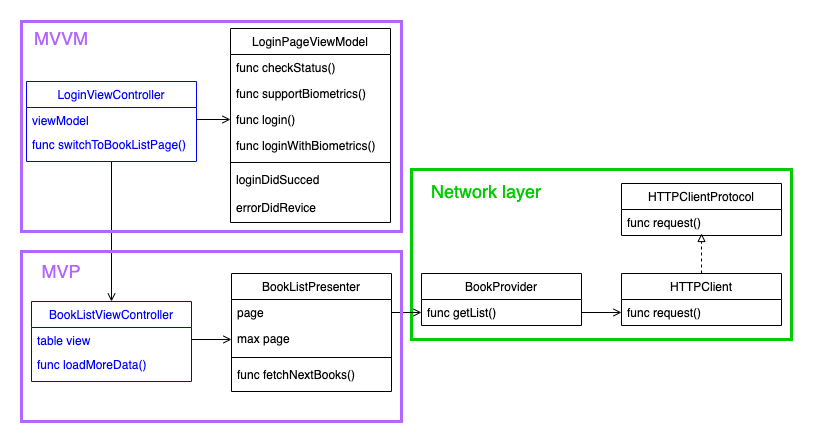 MVVM
LoginViewController
viewModel
func switchToBookListPage()
LoginPageViewModel
func checkStatus()
func supportBiometrics()
func login()
func loginWithBiometrics()
loginDidSucced
errorDidRevice
MVP
BookListViewController
table view
func loadMoreData()
BookListPresenter
page
max page
func fetchNextBooks()
Network layer
BookProvider
func getList()
HTTPClientProtocol
func request()
HTTPClient
func request()